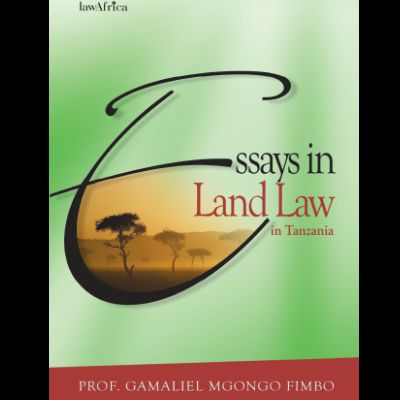 lawAfrica
Essays in
Land Law
in Tanzania
PROF. GAMALIEL MGONGO FIMBO